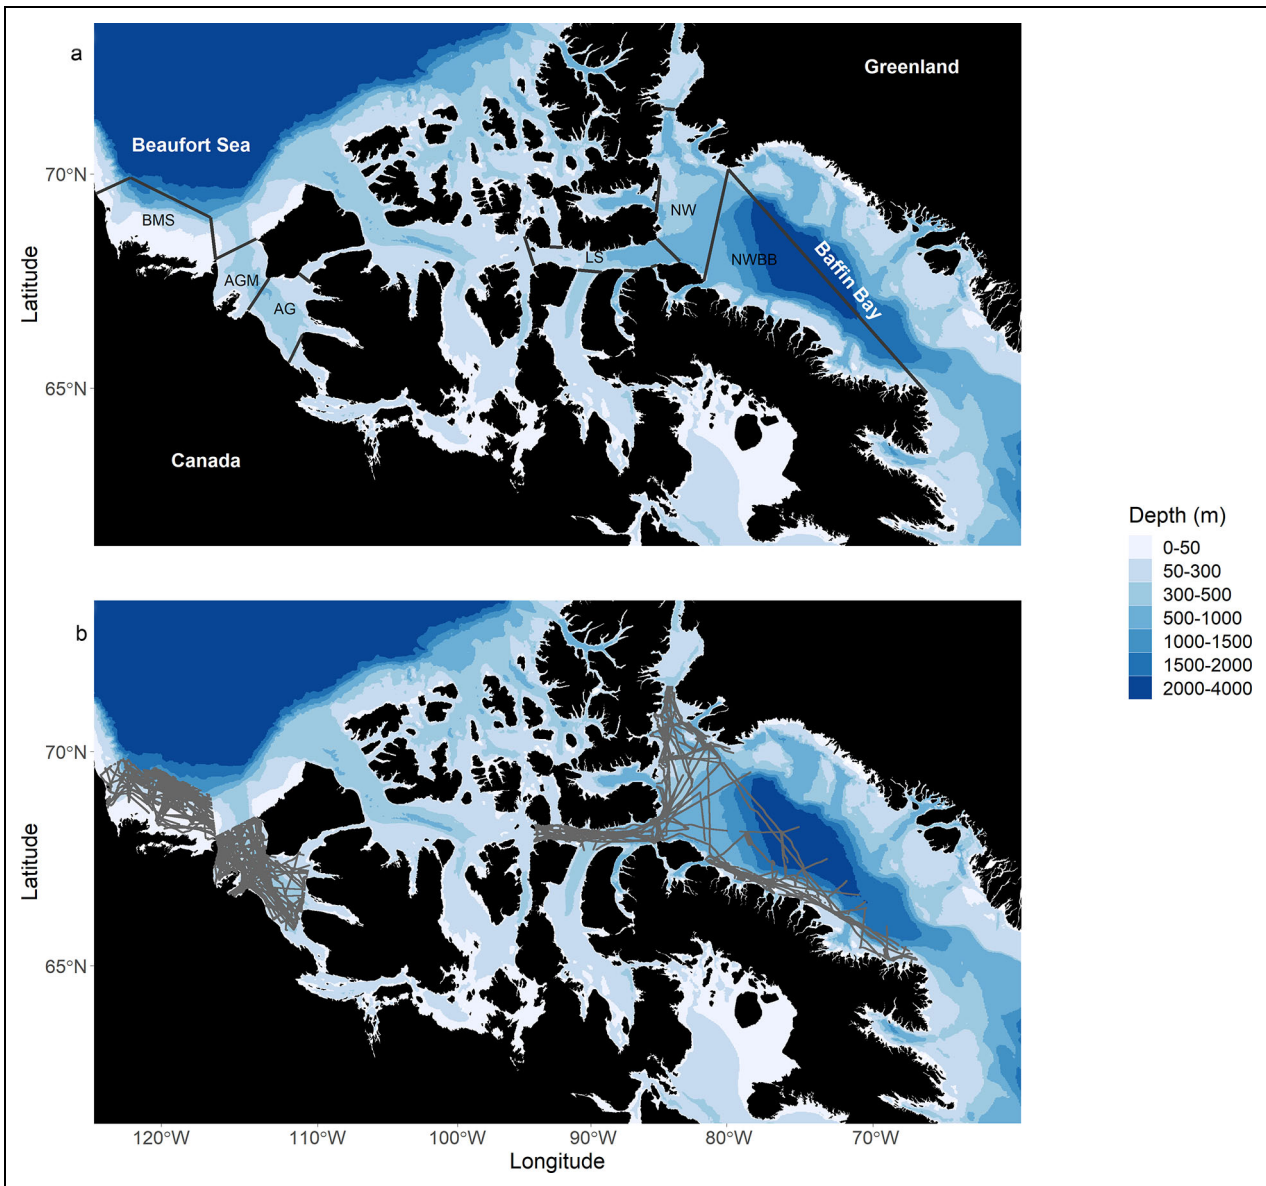 a
Greenland
Beaufort Sea
70°N
BMS
NW
LS
NWBB
Baffin Bay
AGM
AG
Latitude
65°N
Canada
Depth (m)
0-50
50-300
300-500
500-1000
1000-1500
1500-2000
2000-4000
b
70°N
Latitude
65°N
120°W
110°W
100°W
90°W
80°W
70°W
Longitude